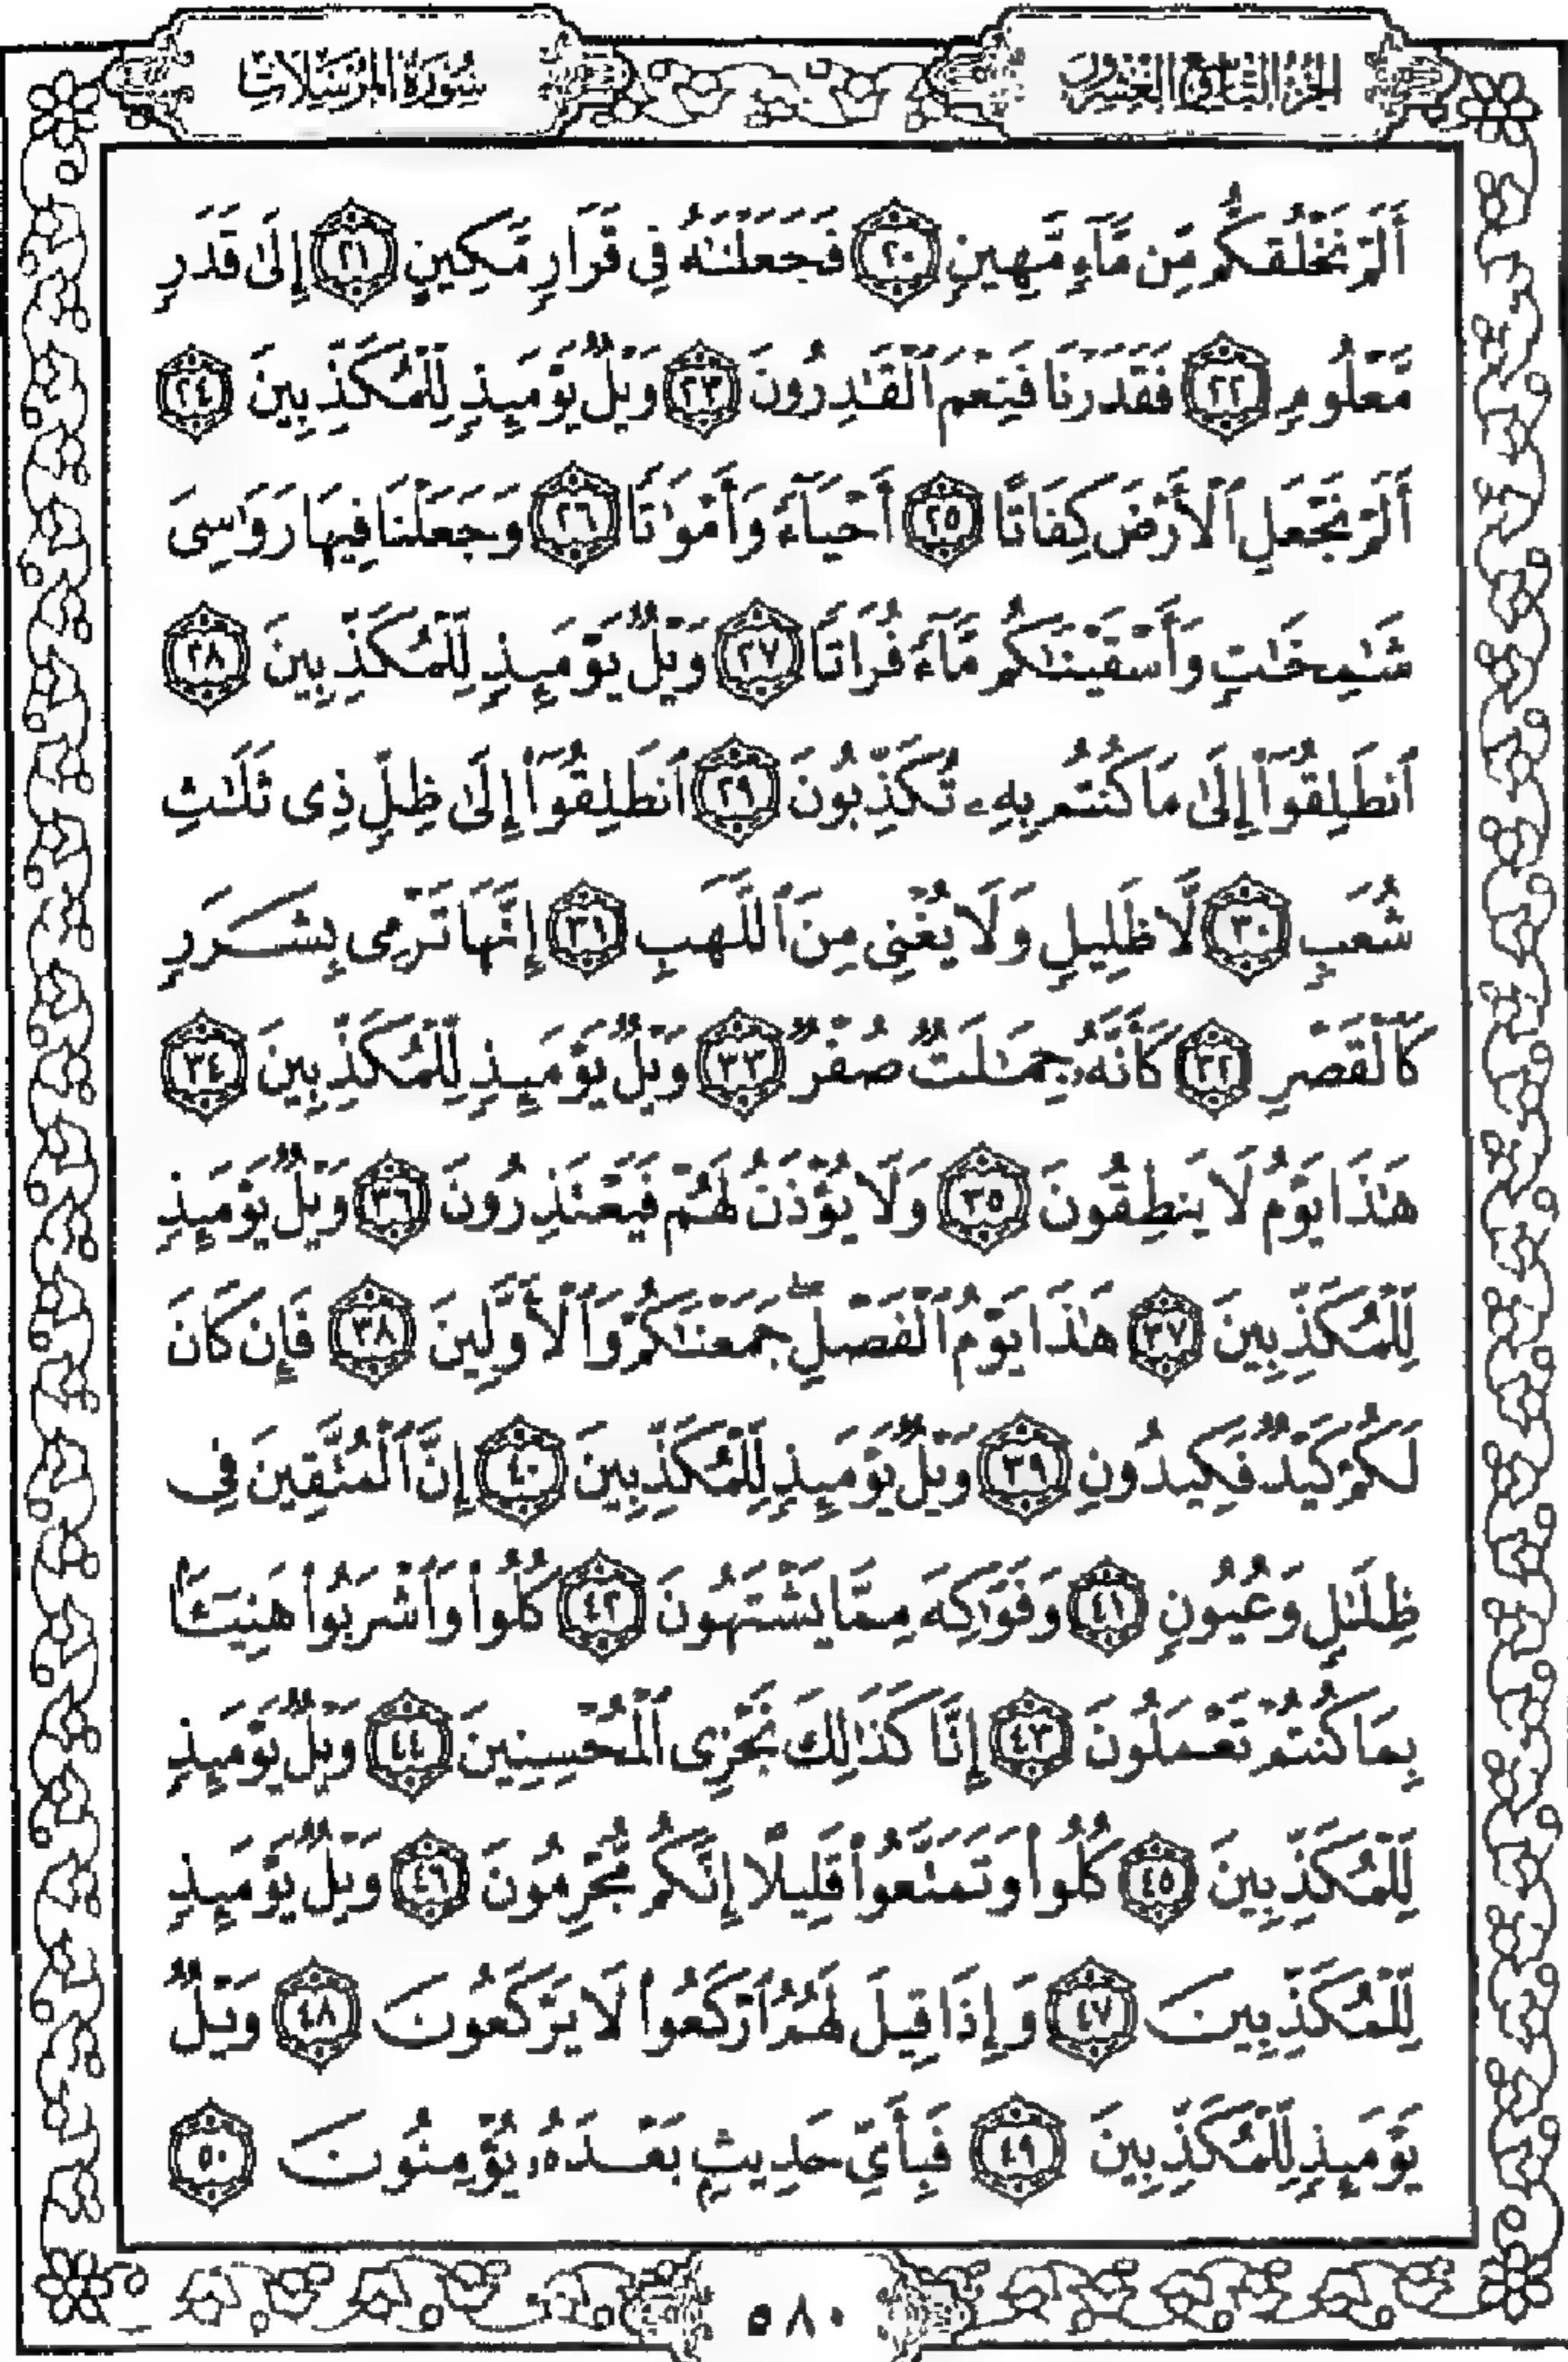 الجزء التاسع والعشرون
سورة المرسلات
أَلَمۡ نَخۡلُقكُّم مِّن مَّآءٖ مَّهِينٖ ٢٠ فَجَعَلۡنَٰهُ فِي قَرَارٖ مَّكِينٍ ٢١ إِلَىٰ قَدَرٖ
مَّعۡلُومٖ ٢٢ فَقَدَرۡنَا فَنِعۡمَ ٱلۡقَٰدِرُونَ ٢٣ وَيۡلٞ يَوۡمَئِذٖ لِّلۡمُكَذِّبِينَ ٢٤
أَلَمۡ نَجۡعَلِ ٱلۡأَرۡضَ كِفَاتًا ٢٥ أَحۡيَآءٗ وَأَمۡوَٰتٗا ٢٦ وَجَعَلۡنَا فِيهَا رَوَٰسِيَ
شَٰمِخَٰتٖ وَأَسۡقَيۡنَٰكُم مَّآءٗ فُرَاتٗا ٢٧ وَيۡلٞ يَوۡمَئِذٖ لِّلۡمُكَذِّبِينَ ٢٨
ٱنطَلِقُوٓاْ إِلَىٰ مَا كُنتُم بِهِۦ تُكَذِّبُونَ ٢٩ ٱنطَلِقُوٓاْ إِلَىٰ ظِلّٖ ذِي ثَلَٰثِ
شُعَبٖ ٣٠ لَّا ظَلِيلٖ وَلَا يُغۡنِي مِنَ ٱللَّهَبِ ٣١ إِنَّهَا تَرۡمِي بِشَرَرٖ
كَٱلۡقَصۡرِ ٣٢ كَأَنَّهُۥ جِمَٰلَتٞ صُفۡرٞ ٣٣ وَيۡلٞ يَوۡمَئِذٖ لِّلۡمُكَذِّبِينَ ٣٤
هَٰذَا يَوۡمُ لَا يَنطِقُونَ ٣٥ وَلَا يُؤۡذَنُ لَهُمۡ فَيَعۡتَذِرُونَ ٣٦ وَيۡلٞ يَوۡمَئِذٖ
لِّلۡمُكَذِّبِينَ ٣٧ هَٰذَا يَوۡمُ ٱلۡفَصۡلِۖ جَمَعۡنَٰكُمۡ وَٱلۡأَوَّلِينَ ٣٨ فَإِن كَانَ
لَكُمۡ كَيۡدٞ فَكِيدُونِ ٣٩ وَيۡلٞ يَوۡمَئِذٖ لِّلۡمُكَذِّبِينَ ٤٠ إِنَّ ٱلۡمُتَّقِينَ فِي
ظِلَٰلٖ وَعُيُونٖ ٤١ وَفَوَٰكِهَ مِمَّا يَشۡتَهُونَ ٤٢ كُلُواْ وَٱشۡرَبُواْ هَنِيٓـَٔۢا
بِمَا كُنتُمۡ تَعۡمَلُونَ ٤٣ إِنَّا كَذَٰلِكَ نَجۡزِي ٱلۡمُحۡسِنِينَ ٤٤ وَيۡلٞ يَوۡمَئِذٖ
لِّلۡمُكَذِّبِينَ ٤٥ كُلُواْ وَتَمَتَّعُواْ قَلِيلًا إِنَّكُم مُّجۡرِمُونَ ٤٦ وَيۡلٞ يَوۡمَئِذٖ
لِّلۡمُكَذِّبِينَ ٤٧ وَإِذَا قِيلَ لَهُمُ ٱرۡكَعُواْ لَا يَرۡكَعُونَ ٤٨ وَيۡلٞ
يَوۡمَئِذٖ لِّلۡمُكَذِّبِينَ ٤٩ فَبِأَيِّ حَدِيثِۭ بَعۡدَهُۥ يُؤۡمِنُونَ ٥٠
٥٨٠